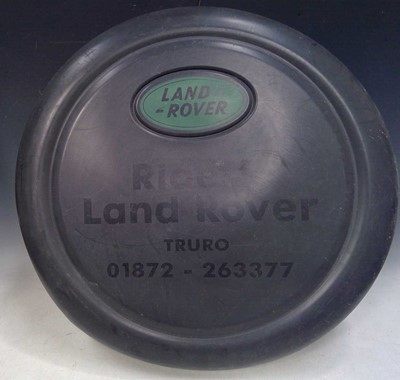 LAND
-ROVER
Land Rover
TRURO
01872 - 263377